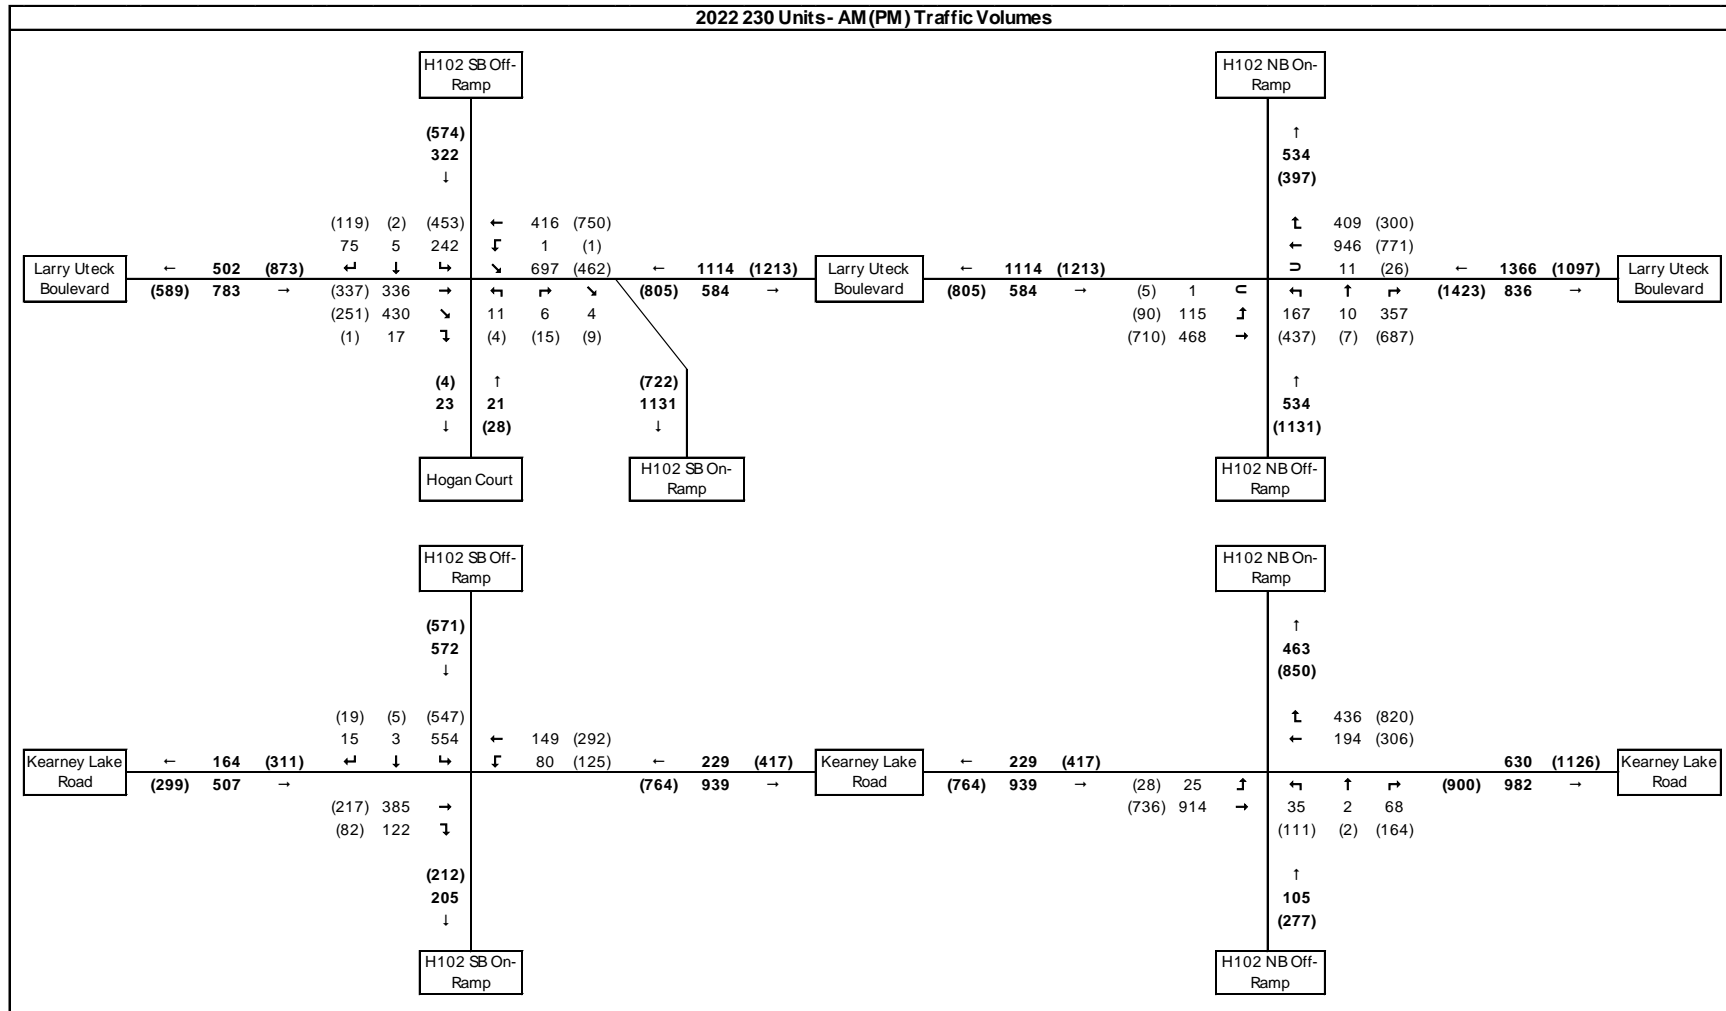 2022 230 Units - AM (PM) Traffic Volumes
H102 SB Off-
Ramp
H102 NB On-
Ramp
(574) ↑
322 534
↓ (397)
(119) (2) (453) ← 416 (750) ↱ 409 (300)
75 5 242 ↓ 1 (1) ← 946 (771)
Larry Uteck
Boulevard
← 502 (873) ↵ ↓ ↳ ↘ 697 (462) ← 1114 (1213)
Larry Uteck
Boulevard
← 1114 (1213) ⊃ 11 (26) ← 1366 (1097)
Larry Uteck
Boulevard
(589) 783 → (337) 336 → ↰ ↱ ↘ (805) 584 → (805) 584 → (5) 1 ⊂ ↰ ↑ ↱ (1423) 836 →
(251) 430 ↘ 11 6 4 (90) 115 ↥ 167 10 357
(1) 17 ↴ (4) (15) (9) (710) 468 → (437) (7) (687)
(4) ↑ (722) ↑
23 21 1131 534
↓ (28) ↓ (1131)
Hogan Court
H102 SB On-
Ramp
H102 NB Off-
Ramp
H102 SB Off-
Ramp
H102 NB On-
Ramp
(571) ↑
572 463
↓ (850)
(19) (5) (547) ↱ 436 (820)
15 3 554 ← 149 (292) ← 194 (306)
Kearney Lake
Road
← 164 (311) ↵ ↓ ↳ ↓ 80 (125) ← 229 (417)
Kearney Lake
Road
← 229 (417) 630 (1126)
Kearney Lake
Road
(299) 507 → (764) 939 → (764) 939 → (28) 25 ↥ ↰ ↑ ↱ (900) 982 →
(217) 385 → (736) 914 → 35 2 68
(82) 122 ↴ (111) (2) (164)
(212) ↑
205 105
↓ (277)
H102 SB On-
Ramp
H102 NB Off-
Ramp